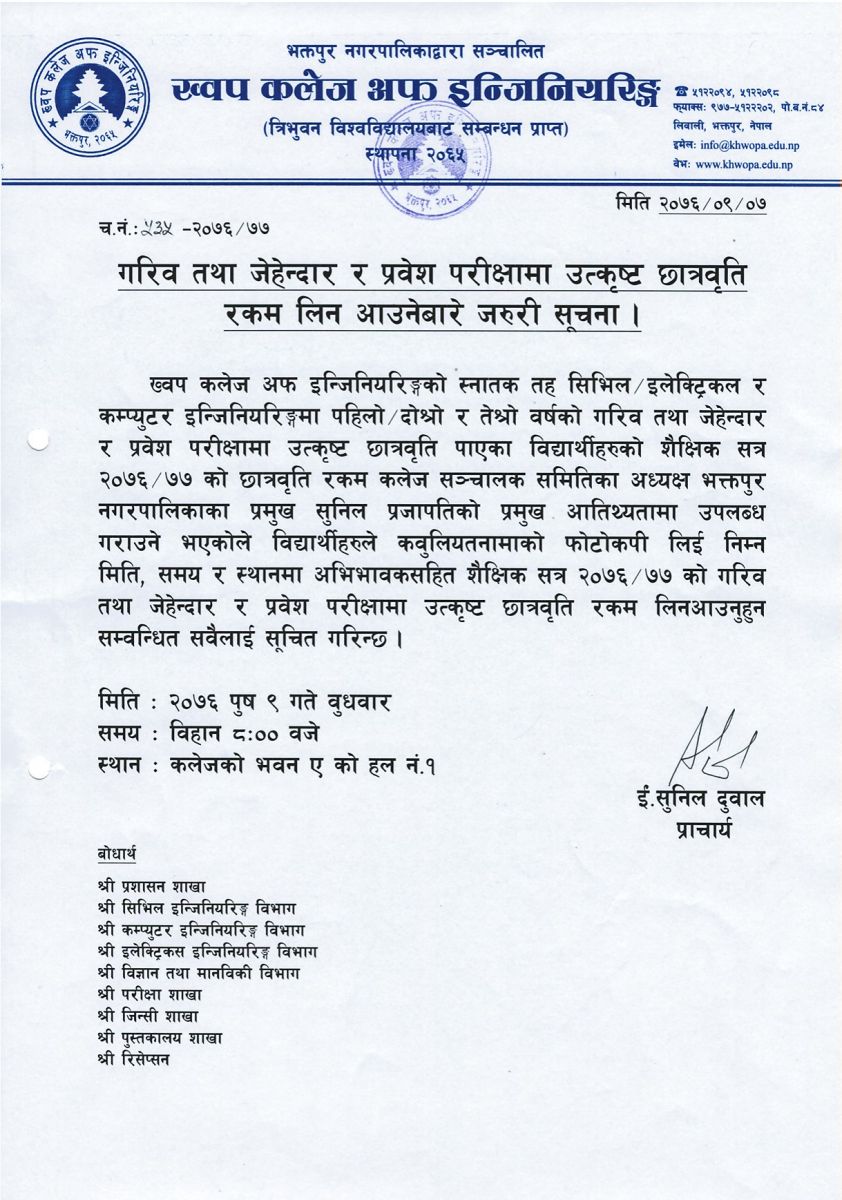 भक्तपुर नगरपालिकाद्वारा सञ्चालित
ख्वप कलेज अफ इन्जिनियरिङ्ग
(त्रिभुवन विश्वविद्यालयबाट सम्बन्धन प्राप्त)
स्थापना २०६५
ख्वप कलेज अफ इन्जिनियरिङ्ग
भक्तपुर, २०६५
☎ ५१२२०९४, ५१२२०९८
फ्याक्सः ९७७-५१२२२०२, पो.ब.नं.८४
लिवाली, भक्तपुर, नेपाल
इमेलः info@khwopa.edu.np
वेभः www.khwopa.edu.np
मिति २०७६/०९/०७
च.नं.: ५३५ -२०७६/७७
गरिव तथा जेहेन्दार र प्रवेश परीक्षामा उत्कृष्ट छात्रवृति
रकम लिन आउनेबारे जरुरी सूचना ।
ख्वप कलेज अफ इन्जिनियरिङ्गको स्नातक तह सिभिल/इलेक्ट्रिकल र
कम्प्युटर इन्जिनियरिङ्गमा पहिलो/दोश्रो र तेश्रो वर्षको गरिव तथा जेहेन्दार
र प्रवेश परीक्षामा उत्कृष्ट छात्रवृति पाएका विद्यार्थीहरुको शैक्षिक सत्र
२०७६/७७ को छात्रवृति रकम कलेज सञ्चालक समितिका अध्यक्ष भक्तपुर
नगरपालिकाका प्रमुख सुनिल प्रजापतिको प्रमुख आतिथ्यतामा उपलब्ध
गराउने भएकोले विद्यार्थीहरुले कवुलियतनामाको फोटोकपी लिई निम्न
मिति, समय र स्थानमा अभिभावकसहित शैक्षिक सत्र २०७६/७७ को गरिव
तथा जेहेन्दार र प्रवेश परीक्षामा उत्कृष्ट छात्रवृति रकम लिनआउनुहुन
सम्वन्धित सवैलाई सूचित गरिन्छ ।
मिति : २०७६ पुष ९ गते वुधवार
समय : विहान ८:०० वजे
स्थान : कलेजको भवन ए को हल नं.१
ई.सुनिल दुवाल
प्राचार्य
बोधार्थ
श्री प्रशासन शाखा
श्री सिभिल इन्जिनियरिङ्ग विभाग
श्री कम्प्युटर इन्जिनियरिङ्ग विभाग
श्री इलेक्ट्रिकस इन्जिनियरिङ्ग विभाग
श्री विज्ञान तथा मानविकी विभाग
श्री परीक्षा शाखा
श्री जिन्सी शाखा
श्री पुस्तकालय शाखा
श्री रिसेप्सन